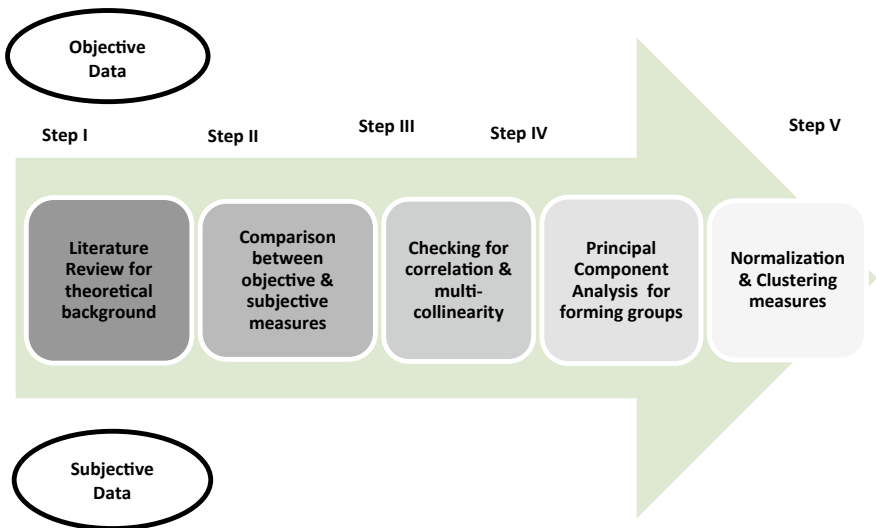 Objective
Data
Step I
Step II
Step III
Step IV
Step V
Literature
Review for
theoretical
background
Comparison
between
objective &
subjective
measures
Checking for
correlation &
multi-
collinearity
Principal
Component
Analysis for
forming groups
Normalization
& Clustering
measures
Subjective
Data